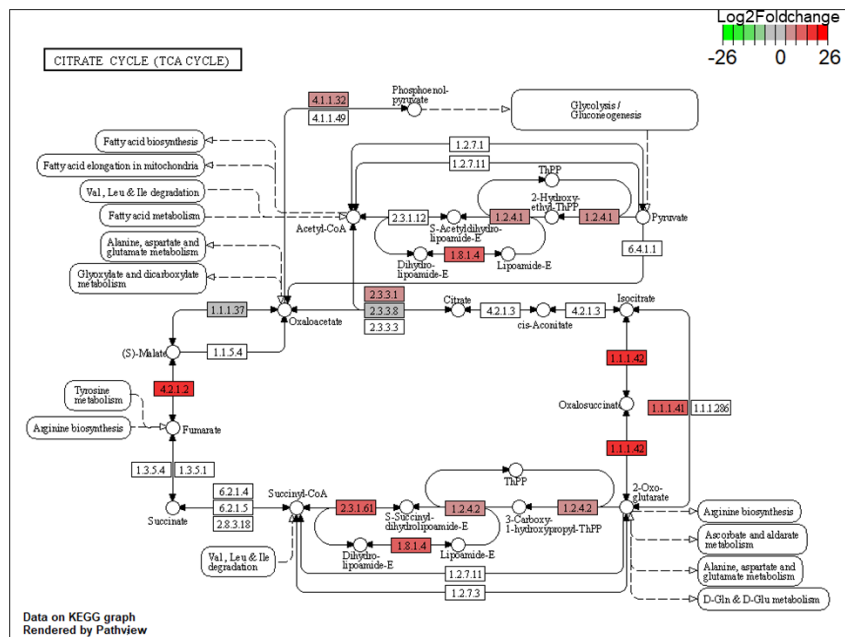 Log2Foldchange
-26 0 26
CITRATE CYCLE (TCA CYCLE)
4.1.1.32
4.1.1.49
Phosphoenol-
pyruvate
Glycolysis /
Gluconeogenesis
Fatty acid biosynthesis
Fatty acid elongation in mitochondria
Val, Leu & Ile degradation
Fatty acid metabolism
Alanine, aspartate and
glutamate metabolism
Glyoxylate and dicarboxylate
metabolism
1.2.7.1
1.2.7.11
ThPP
2-Hydroxy-
ethyl-ThPP
Acetyl-CoA
2.3.1.12
S-Acetyldihydro-
lipoamide-E
1.2.4.1
1.2.4.1
Pyruvate
Dihydro-
lipoamide-E
1.8.1.4
Lipoamide-E
6.4.1.1
1.1.1.37
Oxaloacetate
2.3.3.1
2.3.3.8
2.3.3.3
Citrate
4.2.1.3
cis-Aconitate
4.2.1.3
Isocitrate
(S)-Malate
1.1.5.4
1.1.1.42
4.2.1.2
Oxalosuccinate
1.1.1.41
1.1.1.286
Tyrosine
metabolism
Arginine biosynthesis
Fumarate
1.1.1.42
1.3.5.4
1.3.5.1
6.2.1.4
6.2.1.5
2.8.3.18
Succinate
Succinyl-CoA
2.3.1.61
S-Succinyl-
dihydrolipoamide-E
1.2.4.2
ThPP
3-Carboxy-
1-hydroxypropyl-ThPP
1.2.4.2
2-Oxo-
glutarate
Dihydro-
lipoamide-E
1.8.1.4
Lipoamide-E
Val, Leu & Ile
degradation
1.2.7.11
1.2.7.3
Arginine biosynthesis
Ascorbate and aldarate
metabolism
Alanine, aspartate and
glutamate metabolism
D-Gln & D-Glu metabolism
Data on KEGG graph
Rendered by Pathview